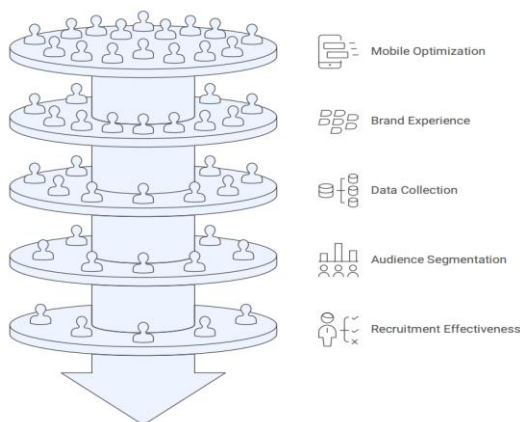 Mobile Optimization
Brand Experience
Data Collection
Audience Segmentation
Recruitment Effectiveness